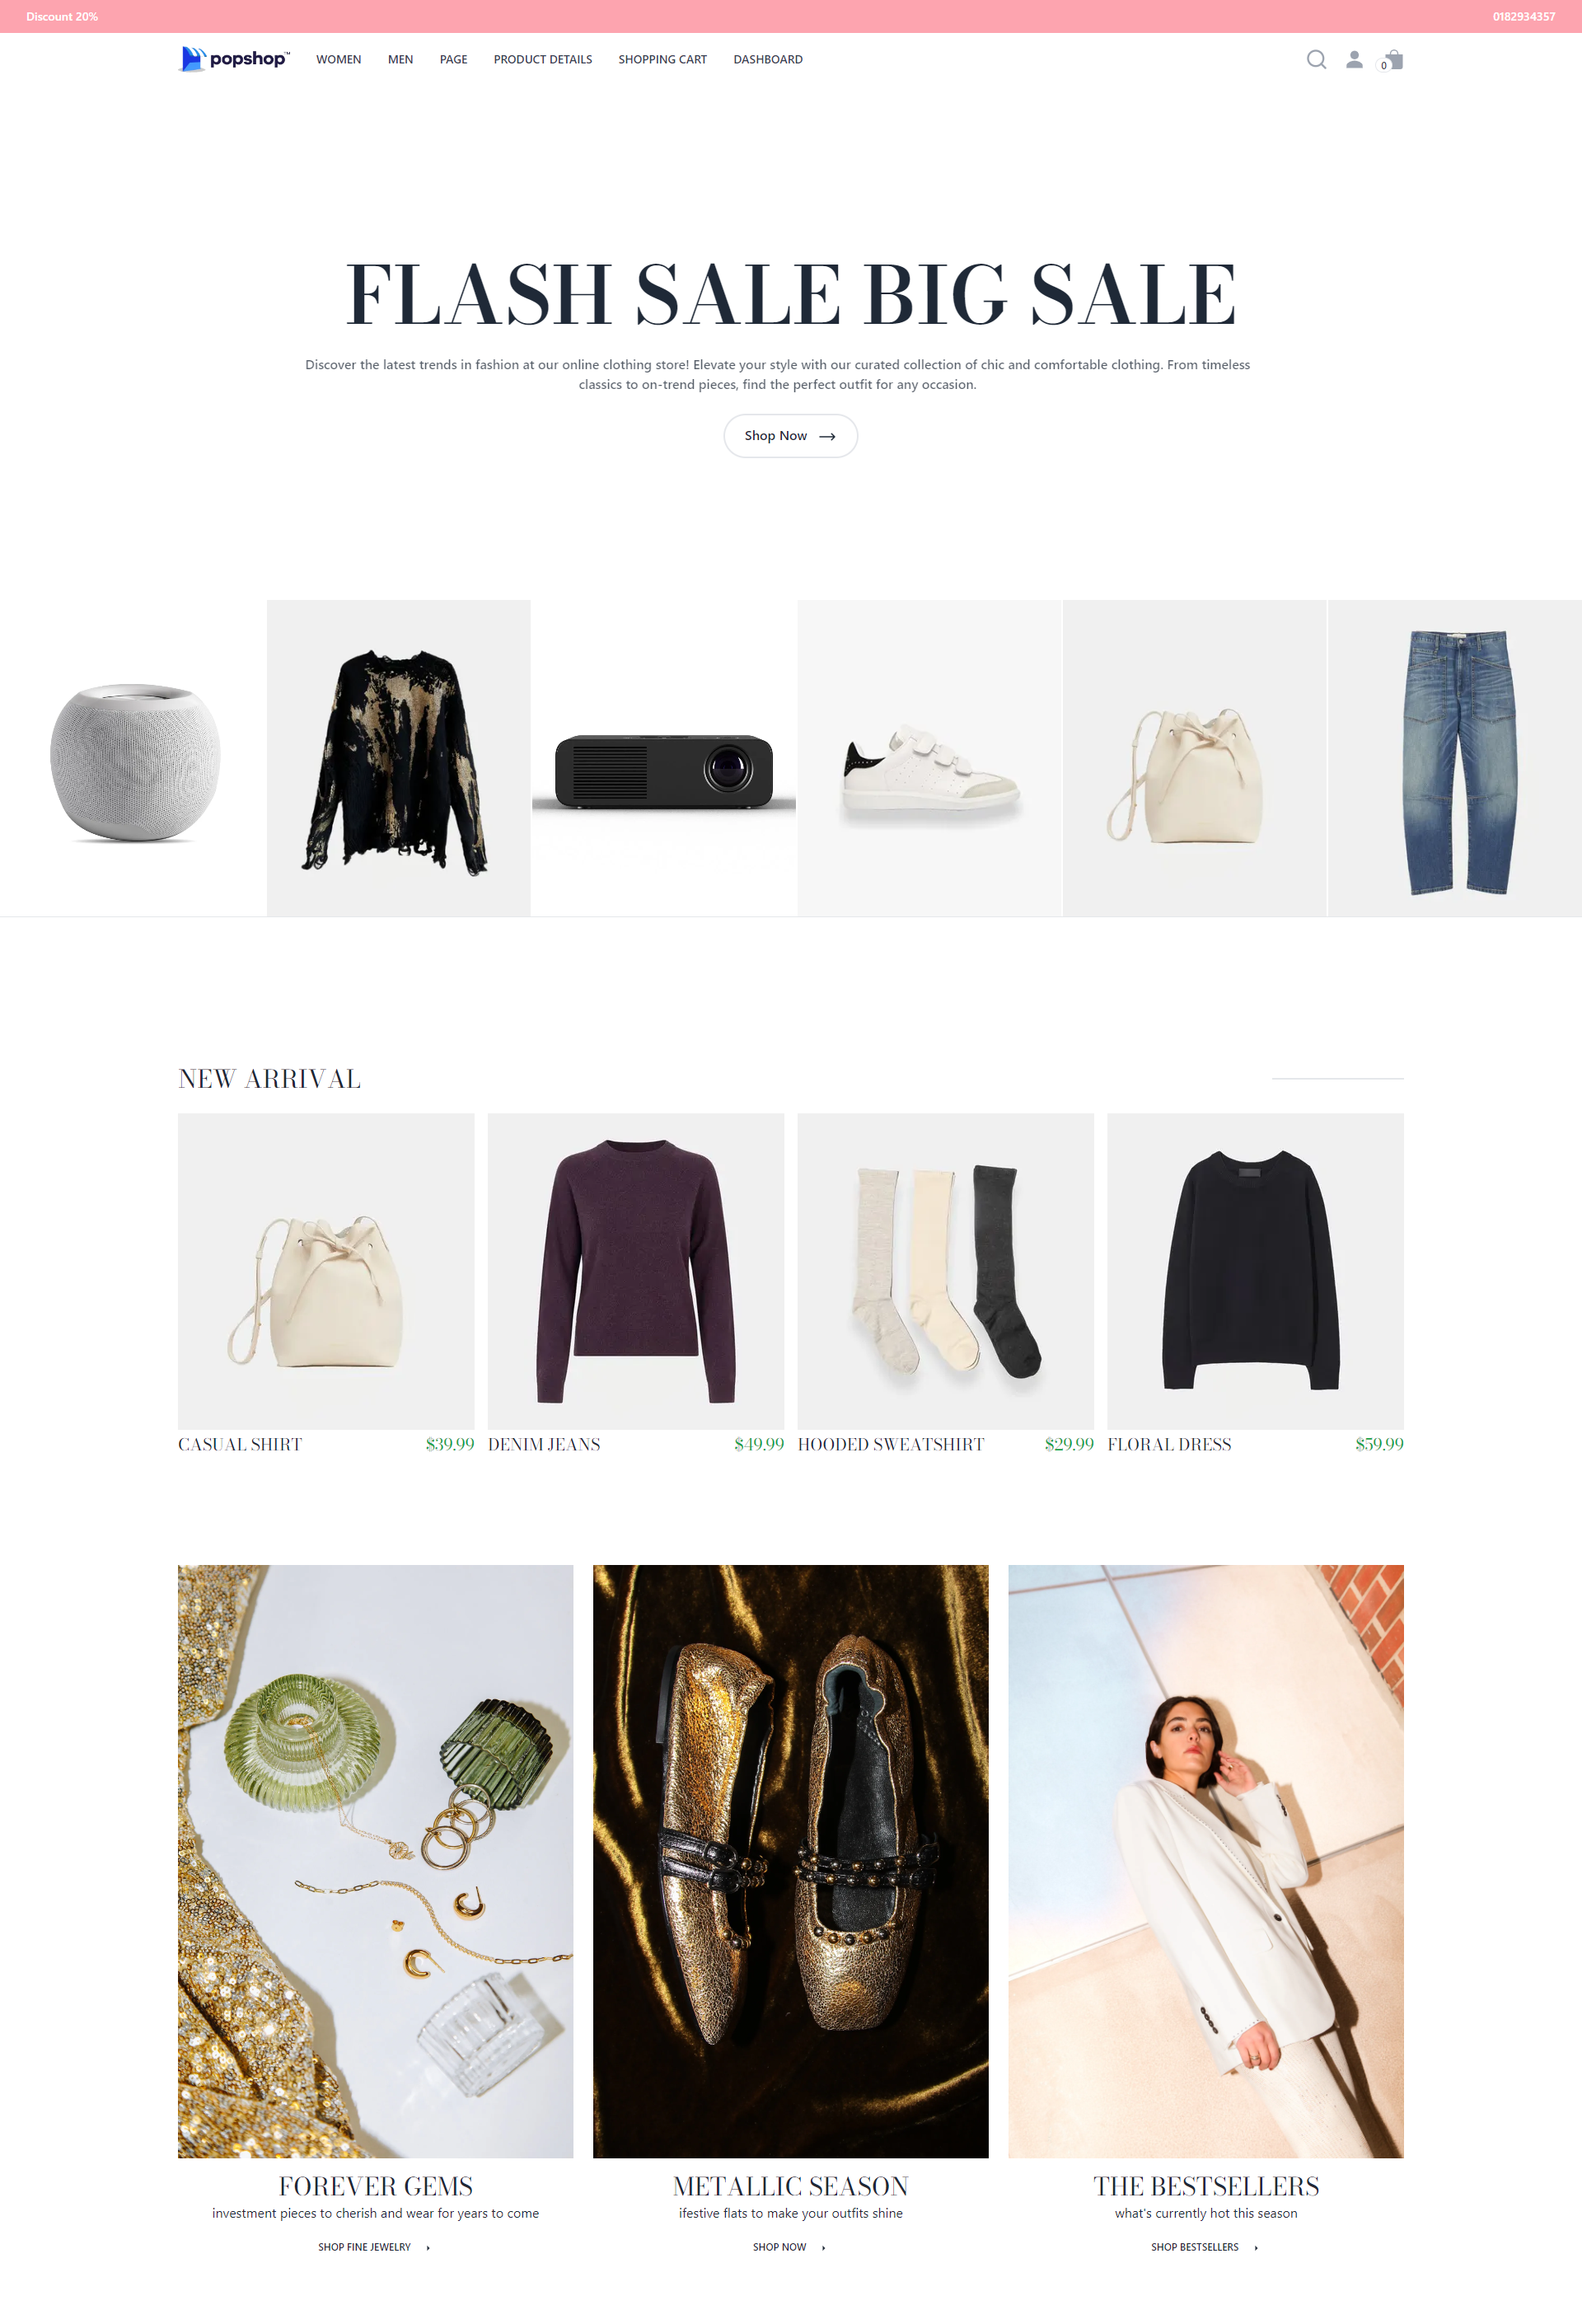 Discount 20%
0182934357
popshop™
WOMEN
MEN
PAGE
PRODUCT DETAILS
SHOPPING CART
DASHBOARD
0
FLASH SALE BIG SALE
Discover the latest trends in fashion at our online clothing store! Elevate your style with our curated collection of chic and comfortable clothing. From timeless
classics to on-trend pieces, find the perfect outfit for any occasion.
Shop Now
NEW ARRIVAL
CASUAL SHIRT
$39.99
DENIM JEANS
$49.99
HOODED SWEATSHIRT
$29.99
FLORAL DRESS
$59.99
FOREVER GEMS
investment pieces to cherish and wear for years to come
SHOP FINE JEWELRY
METALLIC SEASON
ifestive flats to make your outfits shine
SHOP NOW
THE BESTSELLERS
what's currently hot this season
SHOP BESTSELLERS